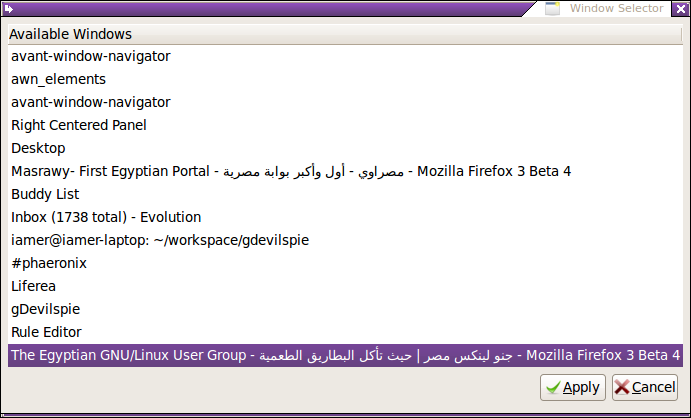 Window Selector
Available Windows
avant-window-navigator
awn_elements
avant-window-navigator
Right Centered Panel
Desktop
Masrawy- First Egyptian Portal - مصراوي - أول وأكبر بوابة مصرية - Mozilla Firefox 3 Beta 4
Buddy List
Inbox (1738 total) - Evolution
iamer@iamer-laptop: ~/workspace/gdevilspie
#phaeronix
Liferea
gDevilspie
Rule Editor
The Egyptian GNU/Linux User Group - جنو لينكس مصر | حيث تأكل البطاريق الطعمية - Mozilla Firefox 3 Beta 4
Apply Cancel